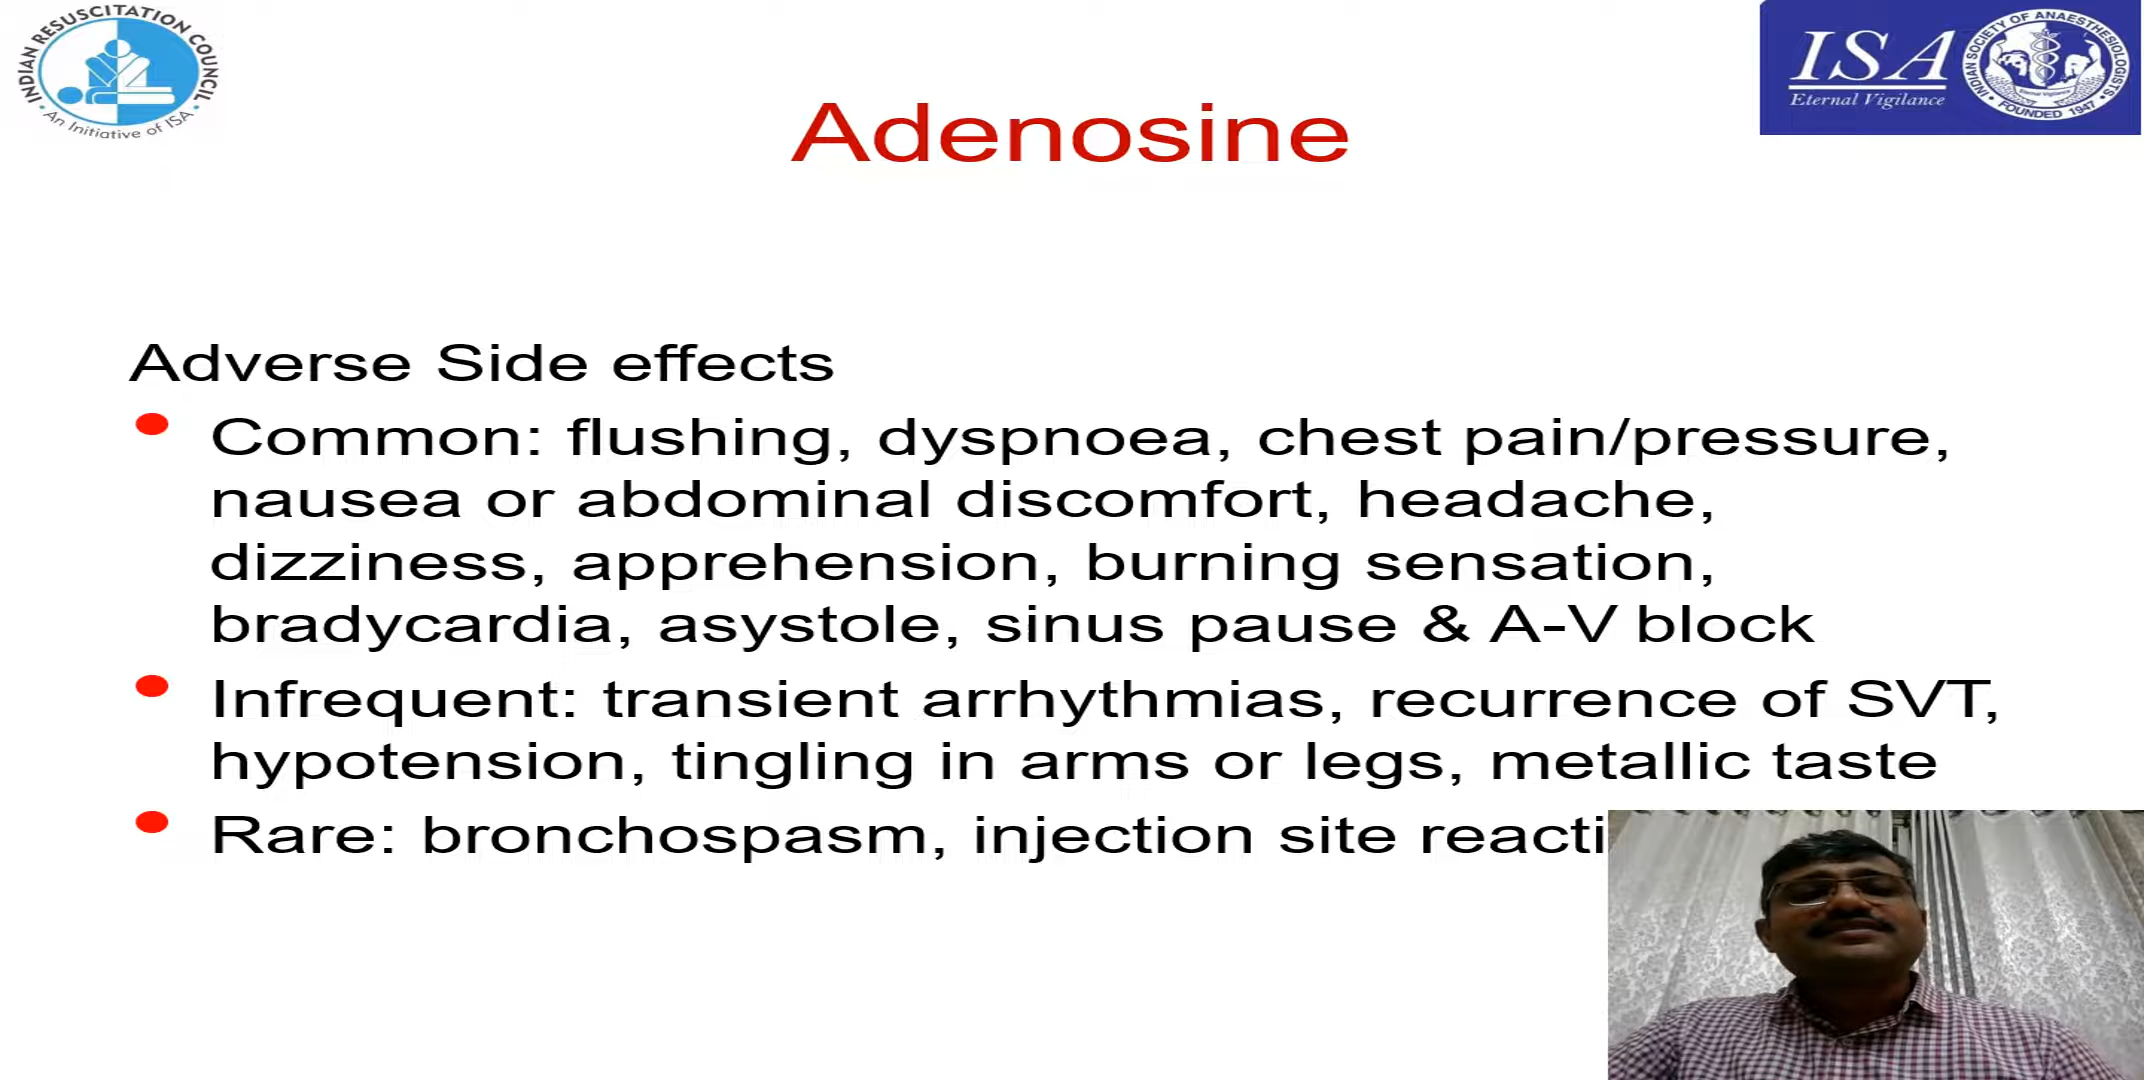 INDIAN RESUSCITATION COUNCIL
An Initiative of ISA
ISA
Eternal Vigilance
INDIAN SOCIETY OF ANAESTHESIOLOGISTS
Eternal Vigilance
FOUNDED 1947
Adenosine
Adverse Side effects
• Common: flushing, dyspnoea, chest pain/pressure,
nausea or abdominal discomfort, headache,
dizziness, apprehension, burning sensation,
bradycardia, asystole, sinus pause & A-V block
• Infrequent: transient arrhythmias, recurrence of SVT,
hypotension, tingling in arms or legs, metallic taste
• Rare: bronchospasm, injection site reacti